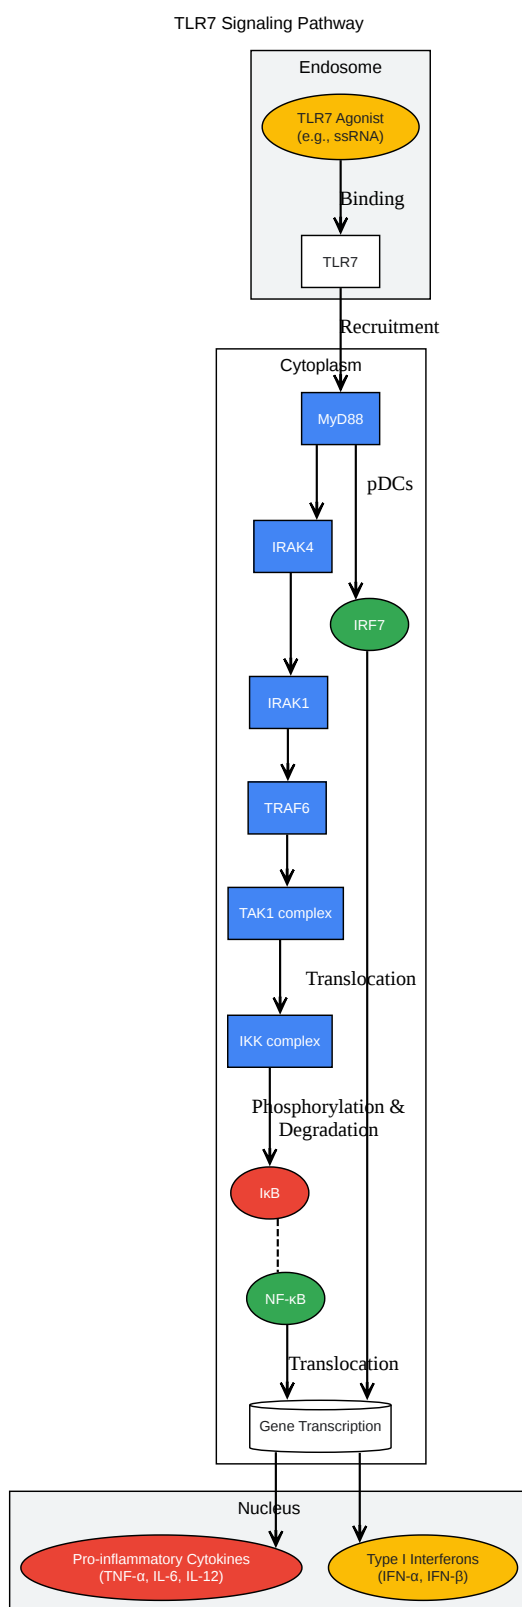 TLR7 Signaling Pathway
Endosome
TLR7 Agonist
(e.g., ssRNA)
Binding
TLR7
Recruitment
Cytoplasm
MyD88
pDCs
IRAK4
IRF7
IRAK1
TRAF6
TAK1 complex
Translocation
IKK complex
Phosphorylation &
Degradation
IκB
NF-κB
Translocation
Gene Transcription
Nucleus
Pro-inflammatory Cytokines
(TNF-α, IL-6, IL-12)
Type I Interferons
(IFN-α, IFN-β)